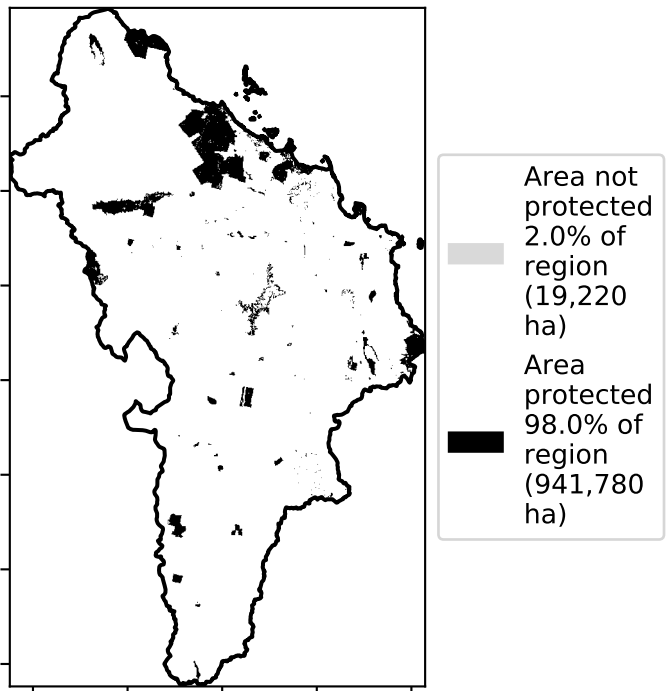 Area not
protected
2.0% of
region
(19,220
ha)
Area
protected
98.0% of
region
(941,780
ha)